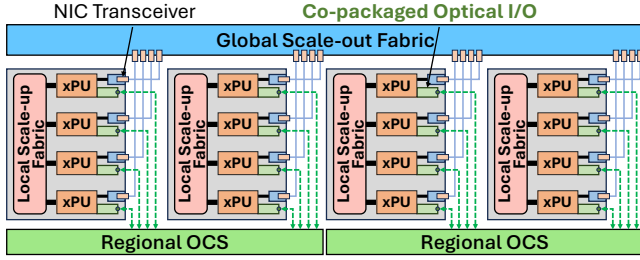 NIC Transceiver
Co-packaged Optical I/O
Global Scale-out Fabric
Local Scale-up
Fabric
xPU
xPU
xPU
xPU
Local Scale-up
Fabric
xPU
xPU
xPU
xPU
Local Scale-up
Fabric
xPU
xPU
xPU
xPU
Local Scale-up
Fabric
xPU
xPU
xPU
xPU
Regional OCS
Regional OCS